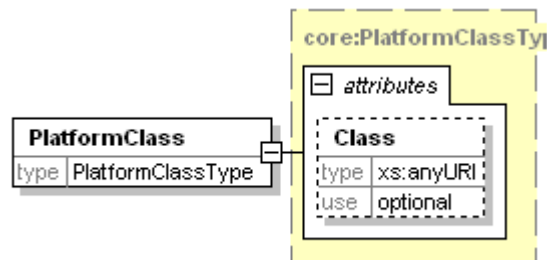 core:PlatformClassTyp
attributes
PlatformClass
type PlatformClassType
Class
type xs:anyURI
use optional